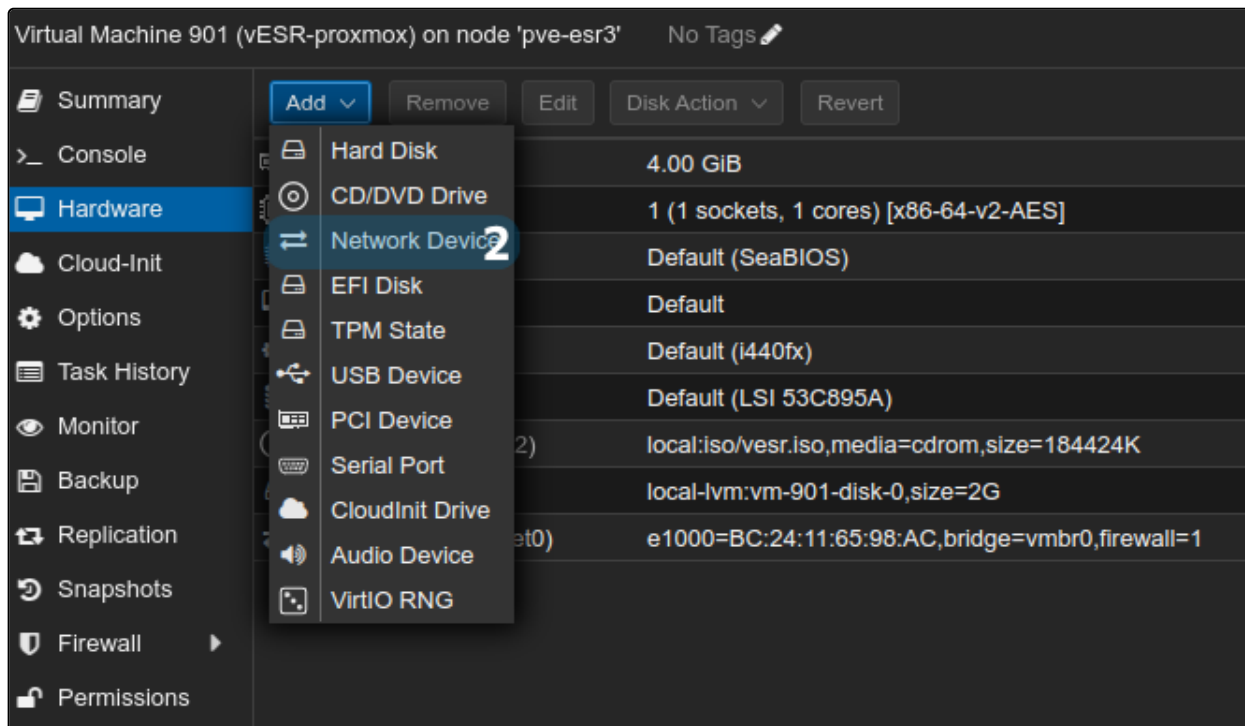 Virtual Machine 901 (vESR-proxmox) on node 'pve-esr3' No Tags
Summary
Console
Hardware
Cloud-Init
Options
Task History
Monitor
Backup
Replication
Snapshots
Firewall
Permissions
Add Remove Edit Disk Action Revert
Hard Disk
CD/DVD Drive
Network Device 2
EFI Disk
TPM State
USB Device
PCI Device
Serial Port
CloudInit Drive
Audio Device
VirtIO RNG
4.00 GiB
1 (1 sockets, 1 cores) [x86-64-v2-AES]
Default (SeaBIOS)
Default
Default (i440fx)
Default (LSI 53C895A)
2) local:iso/vesr.iso,media=cdrom,size=184424K
local-lvm:vm-901-disk-0,size=2G
et0) e1000=BC:24:11:65:98:AC,bridge=vmbr0,firewall=1